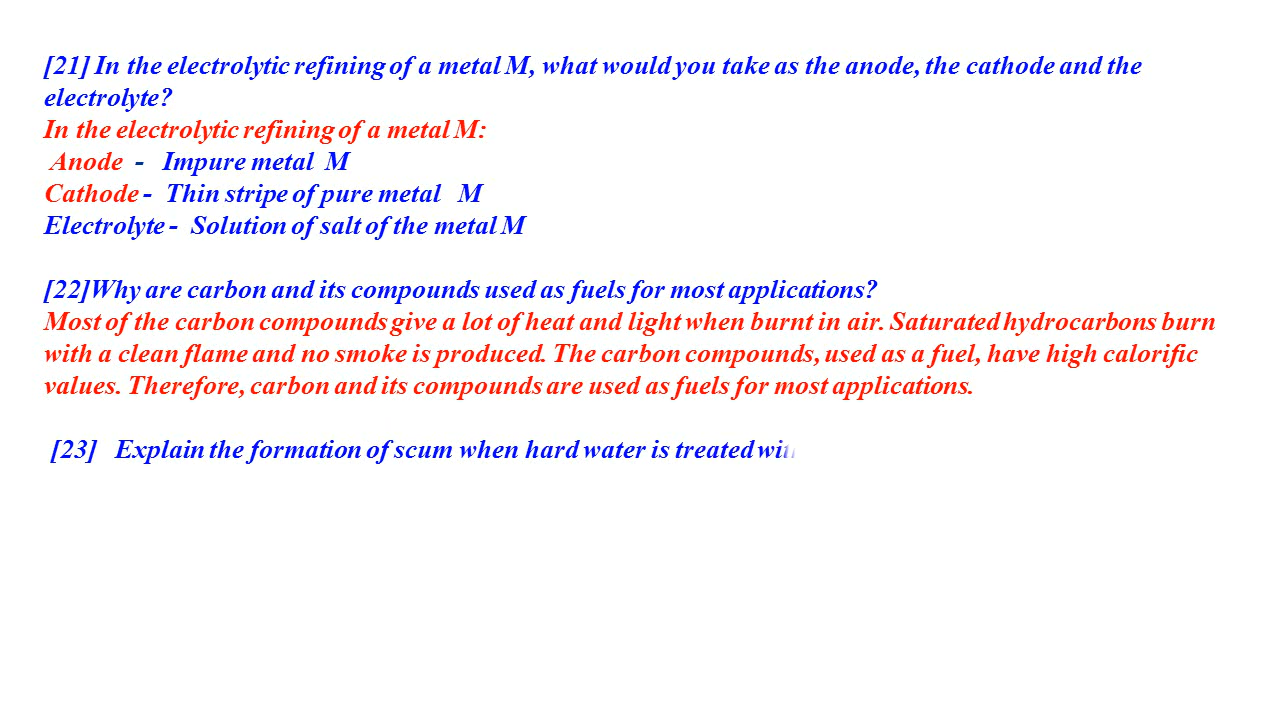 [21] In the electrolytic refining of a metal M, what would you take as the anode, the cathode and the
electrolyte?
In the electrolytic refining of a metal M:
Anode - Impure metal M
Cathode - Thin stripe of pure metal M
Electrolyte - Solution of salt of the metal M
[22]Why are carbon and its compounds used as fuels for most applications?
Most of the carbon compounds give a lot of heat and light when burnt in air. Saturated hydrocarbons burn
with a clean flame and no smoke is produced. The carbon compounds, used as a fuel, have high calorific
values. Therefore, carbon and its compounds are used as fuels for most applications.
[23] Explain the formation of scum when hard water is treated